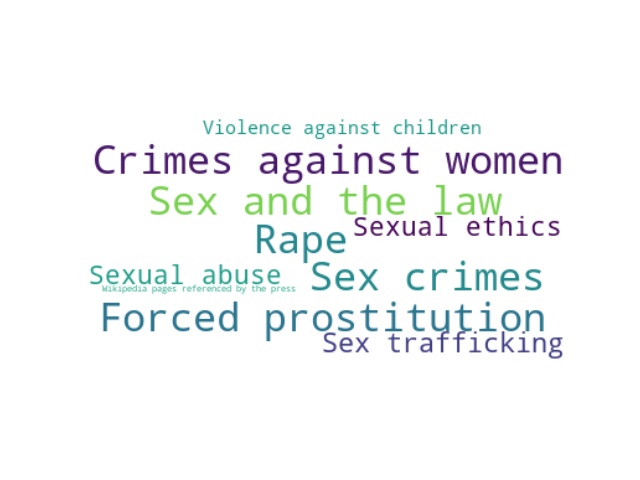 Violence against children
Crimes against women
Sex and the law
Sexual ethics
Rape
Sexual abuse
Sex crimes
Wikipedia pages referenced by the press
Forced prostitution
Sex trafficking